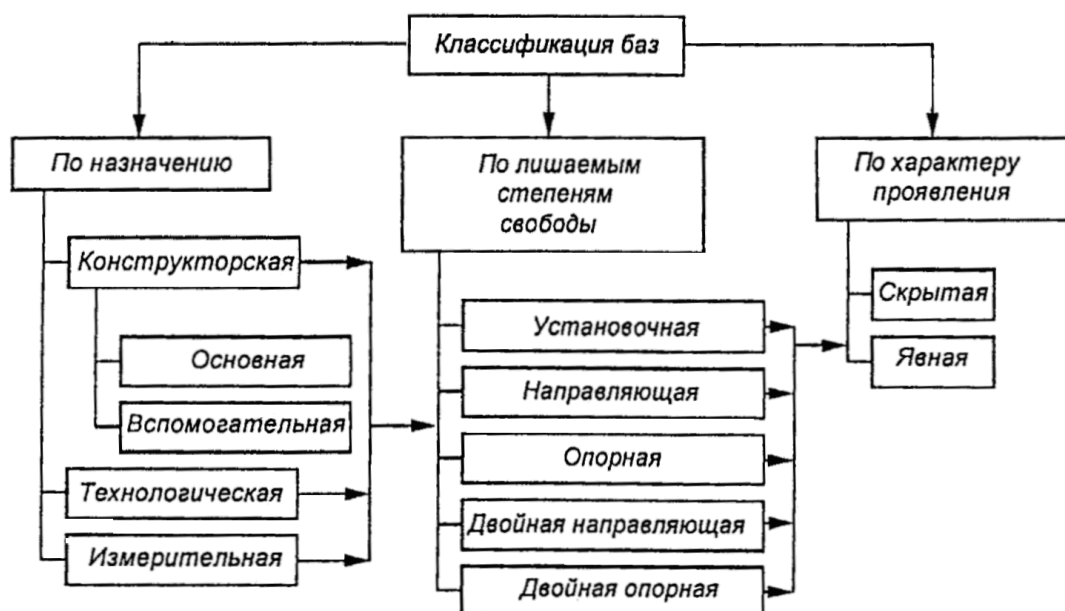 Классификация баз
По назначению
По лишаемым
степеням
свободы
По характеру
проявления
Конструкторская
Основная
Вспомогательная
Технологическая
Измерительная
Установочная
Направляющая
Опорная
Двойная направляющая
Двойная опорная
Скрытая
Явная